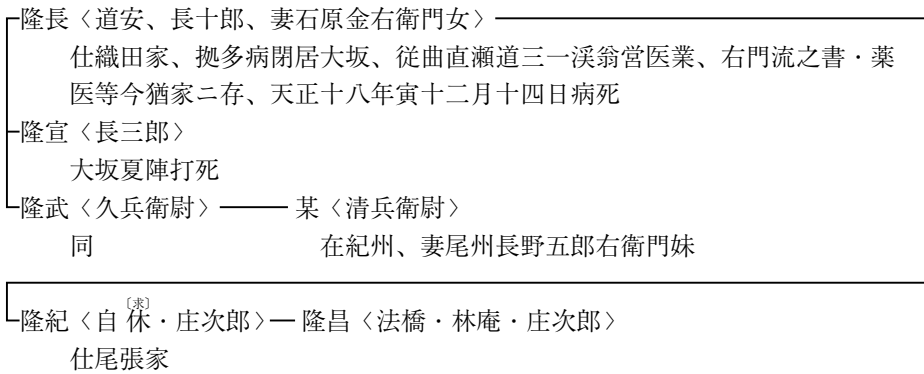 隆長〈道安、長十郎、妻石原金右衛門女〉
仕織田家、拠多病閉居大坂、従曲直瀬道三一渓翁営医業、右門流之書・薬
医等今猶家ニ存、天正十八年寅十二月十四日病死
隆宣〈長三郎〉
大坂夏陣打死
隆武〈久兵衛尉〉 某〈清兵衛尉〉
同 在紀州、妻尾州長野五郎右衛門妹
〔求〕
隆紀〈自休・庄次郎〉 隆昌〈法橋・林庵・庄次郎〉
仕尾張家